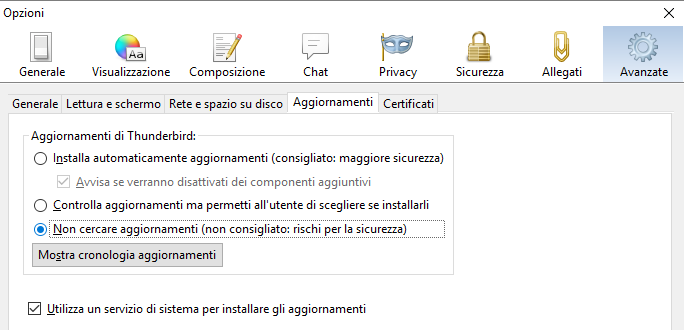 Opzioni
Aa
Generale Visualizzazione Composizione Chat Privacy Sicurezza Allegati Avanzate
Generale Lettura e schermo Rete e spazio su disco Aggiornamenti Certificati
Aggiornamenti di Thunderbird:
Installa automaticamente aggiornamenti (consigliato: maggiore sicurezza)
Avvisa se verranno disattivati dei componenti aggiuntivi
Controlla aggiornamenti ma permetti all'utente di scegliere se installarli
Non cercare aggiornamenti (non consigliato: rischi per la sicurezza)
Mostra cronologia aggiornamenti
Utilizza un servizio di sistema per installare gli aggiornamenti